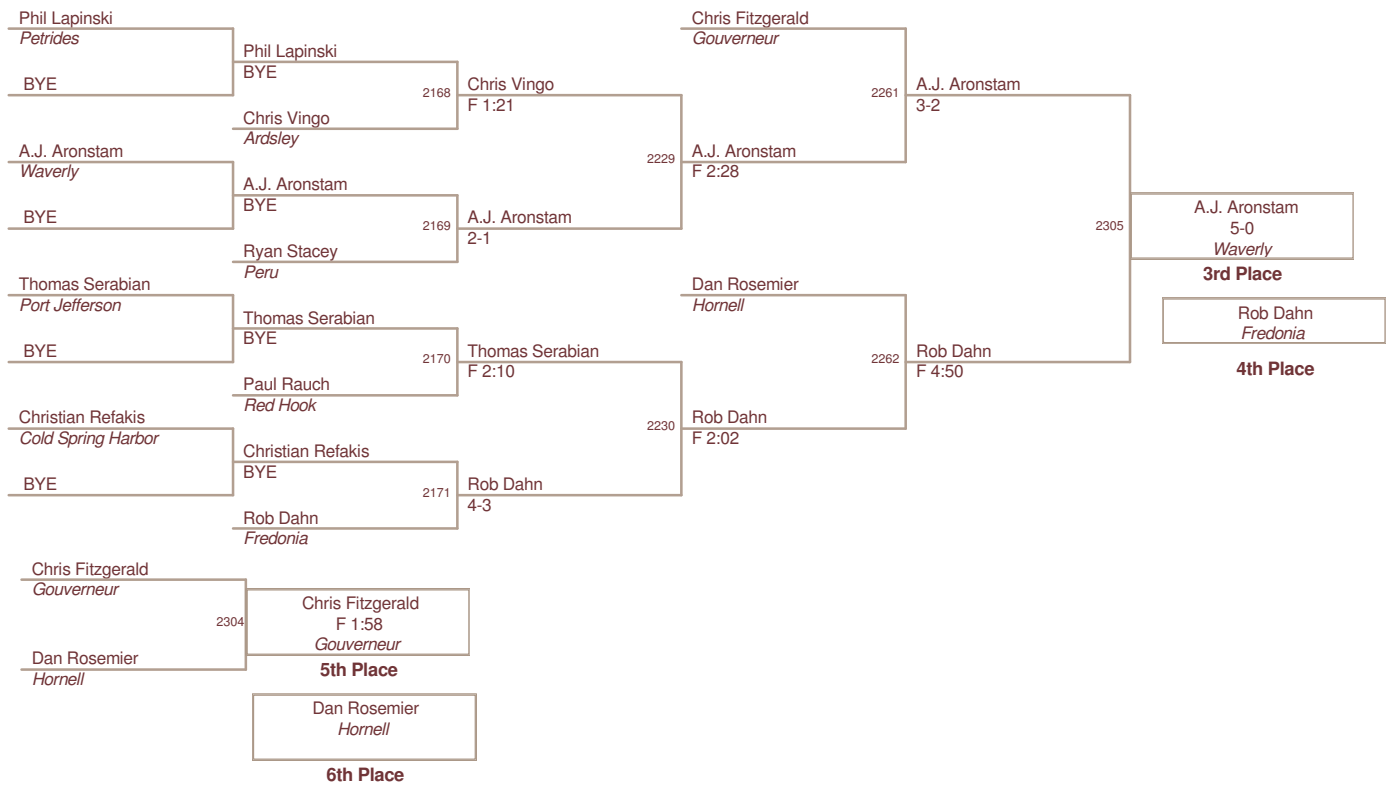 Phil Lapinski
Petrides
BYE
A.J. Aronstam
Waverly
BYE
Thomas Serabian
Port Jefferson
BYE
Christian Refakis
Cold Spring Harbor
BYE
Phil Lapinski
BYE
2168
Chris Vingo
Ardsley
A.J. Aronstam
BYE
2169
Ryan Stacey
Peru
Thomas Serabian
BYE
2170
Paul Rauch
Red Hook
Christian Refakis
BYE
2171
Rob Dahn
Fredonia
Chris Vingo
F 1:21
2229
A.J. Aronstam
2-1
Thomas Serabian
F 2:10
2230
Rob Dahn
4-3
Chris Fitzgerald
Gouverneur
2261
A.J. Aronstam
F 2:28
Dan Rosemier
Hornell
2262
Rob Dahn
F 2:02
A.J. Aronstam
3-2
2305
Rob Dahn
F 4:50
A.J. Aronstam
5-0
Waverly
3rd Place
Rob Dahn
Fredonia
4th Place
Chris Fitzgerald
Gouverneur
2304
Dan Rosemier
Hornell
Chris Fitzgerald
F 1:58
Gouverneur
5th Place
Dan Rosemier
Hornell
6th Place